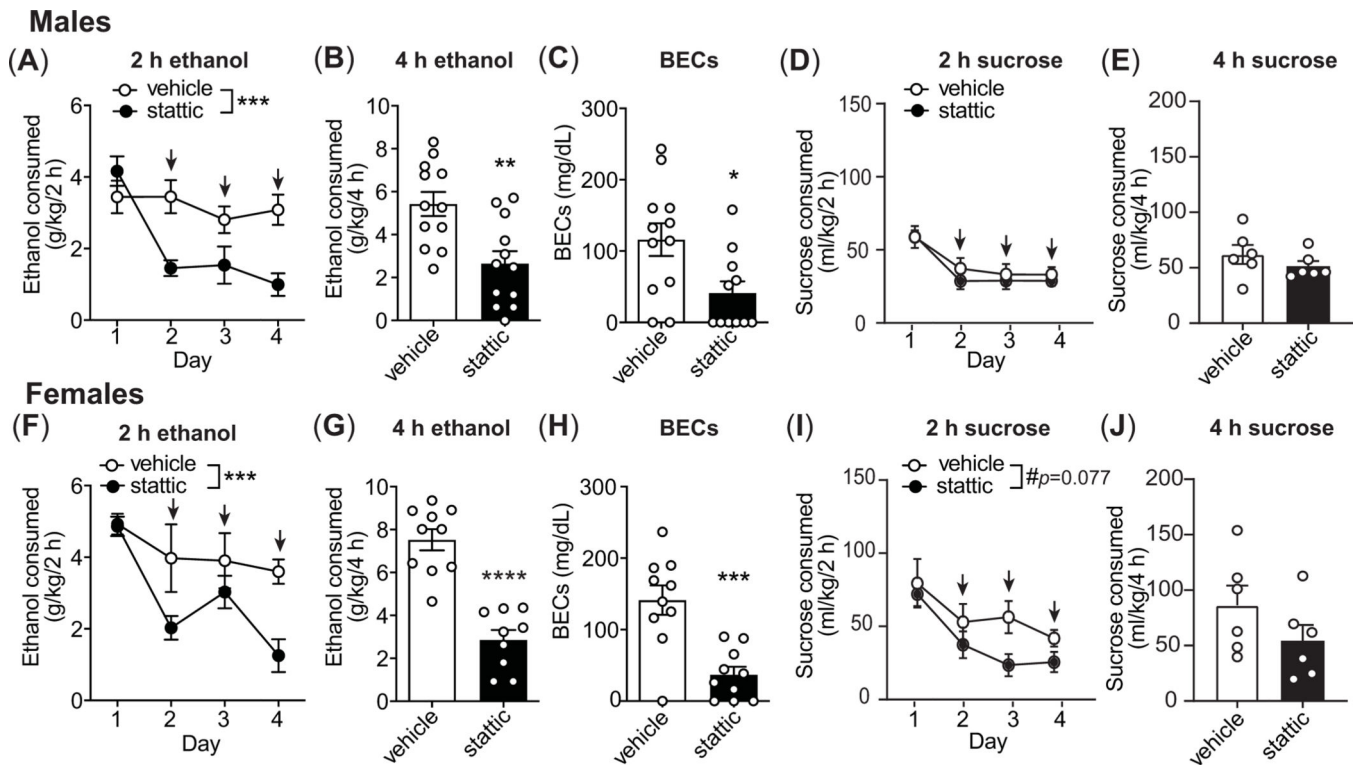 Males
(A) 2 h ethanol
vehicle
stattic
***
Ethanol consumed
(g/kg/2 h)
6
4
2
0
1 2 3 4
Day
(B) 4 h ethanol
Ethanol consumed
(g/kg/4 h)
10
8
6
4
2
0
**
vehicle
stattic
(C) BECs
BECs (mg/dL)
300
200
100
0
*
vehicle
stattic
(D) 2 h sucrose
vehicle
stattic
Sucrose consumed
(ml/kg/2 h)
150
100
50
0
1 2 3 4
Day
(E) 4 h sucrose
Sucrose consumed
(ml/kg/4 h)
200
150
100
50
0
vehicle
stattic
Females
(F) 2 h ethanol
vehicle
stattic
***
Ethanol consumed
(g/kg/2 h)
6
4
2
0
1 2 3 4
Day
(G) 4 h ethanol
Ethanol consumed
(g/kg/4 h)
10
8
6
4
2
0
****
vehicle
stattic
(H) BECs
BECs (mg/dL)
300
200
100
0
***
vehicle
stattic
(I) 2 h sucrose
vehicle
stattic
#p=0.077
Sucrose consumed
(ml/kg/2 h)
150
100
50
0
1 2 3 4
Day
(J) 4 h sucrose
Sucrose consumed
(ml/kg/4 h)
200
150
100
50
0
vehicle
stattic